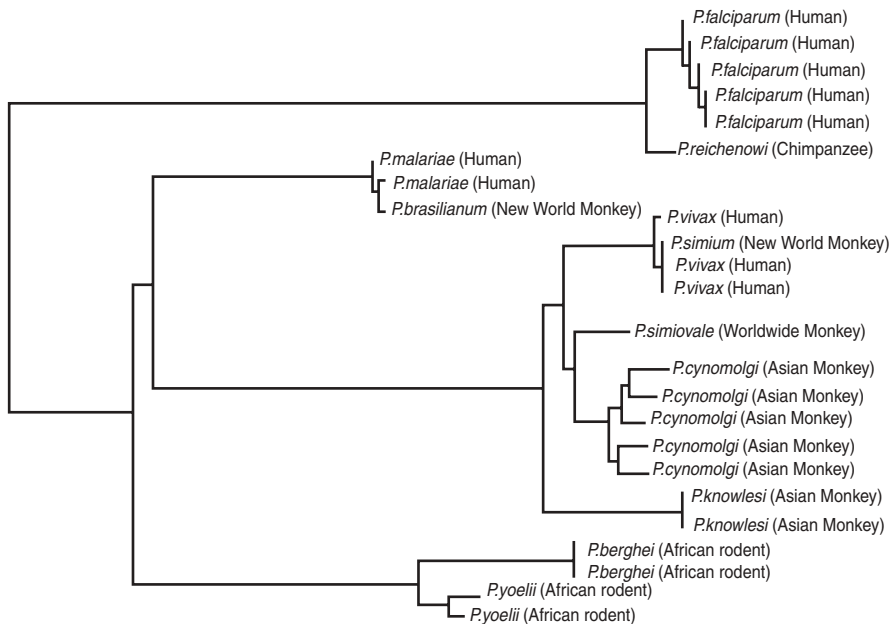 P.falciparum (Human)
P.falciparum (Human)
P.falciparum (Human)
P.falciparum (Human)
P.falciparum (Human)
P.reichenowi (Chimpanzee)
P.malariae (Human)
P.malariae (Human)
P.brasilianum (New World Monkey)
P.vivax (Human)
P.simium (New World Monkey)
P.vivax (Human)
P.vivax (Human)
P.simiovale (Worldwide Monkey)
P.cynomolgi (Asian Monkey)
P.cynomolgi (Asian Monkey)
P.cynomolgi (Asian Monkey)
P.cynomolgi (Asian Monkey)
P.cynomolgi (Asian Monkey)
P.knowlesi (Asian Monkey)
P.knowlesi (Asian Monkey)
P.berghei (African rodent)
P.berghei (African rodent)
P.yoelii (African rodent)
P.yoelii (African rodent)